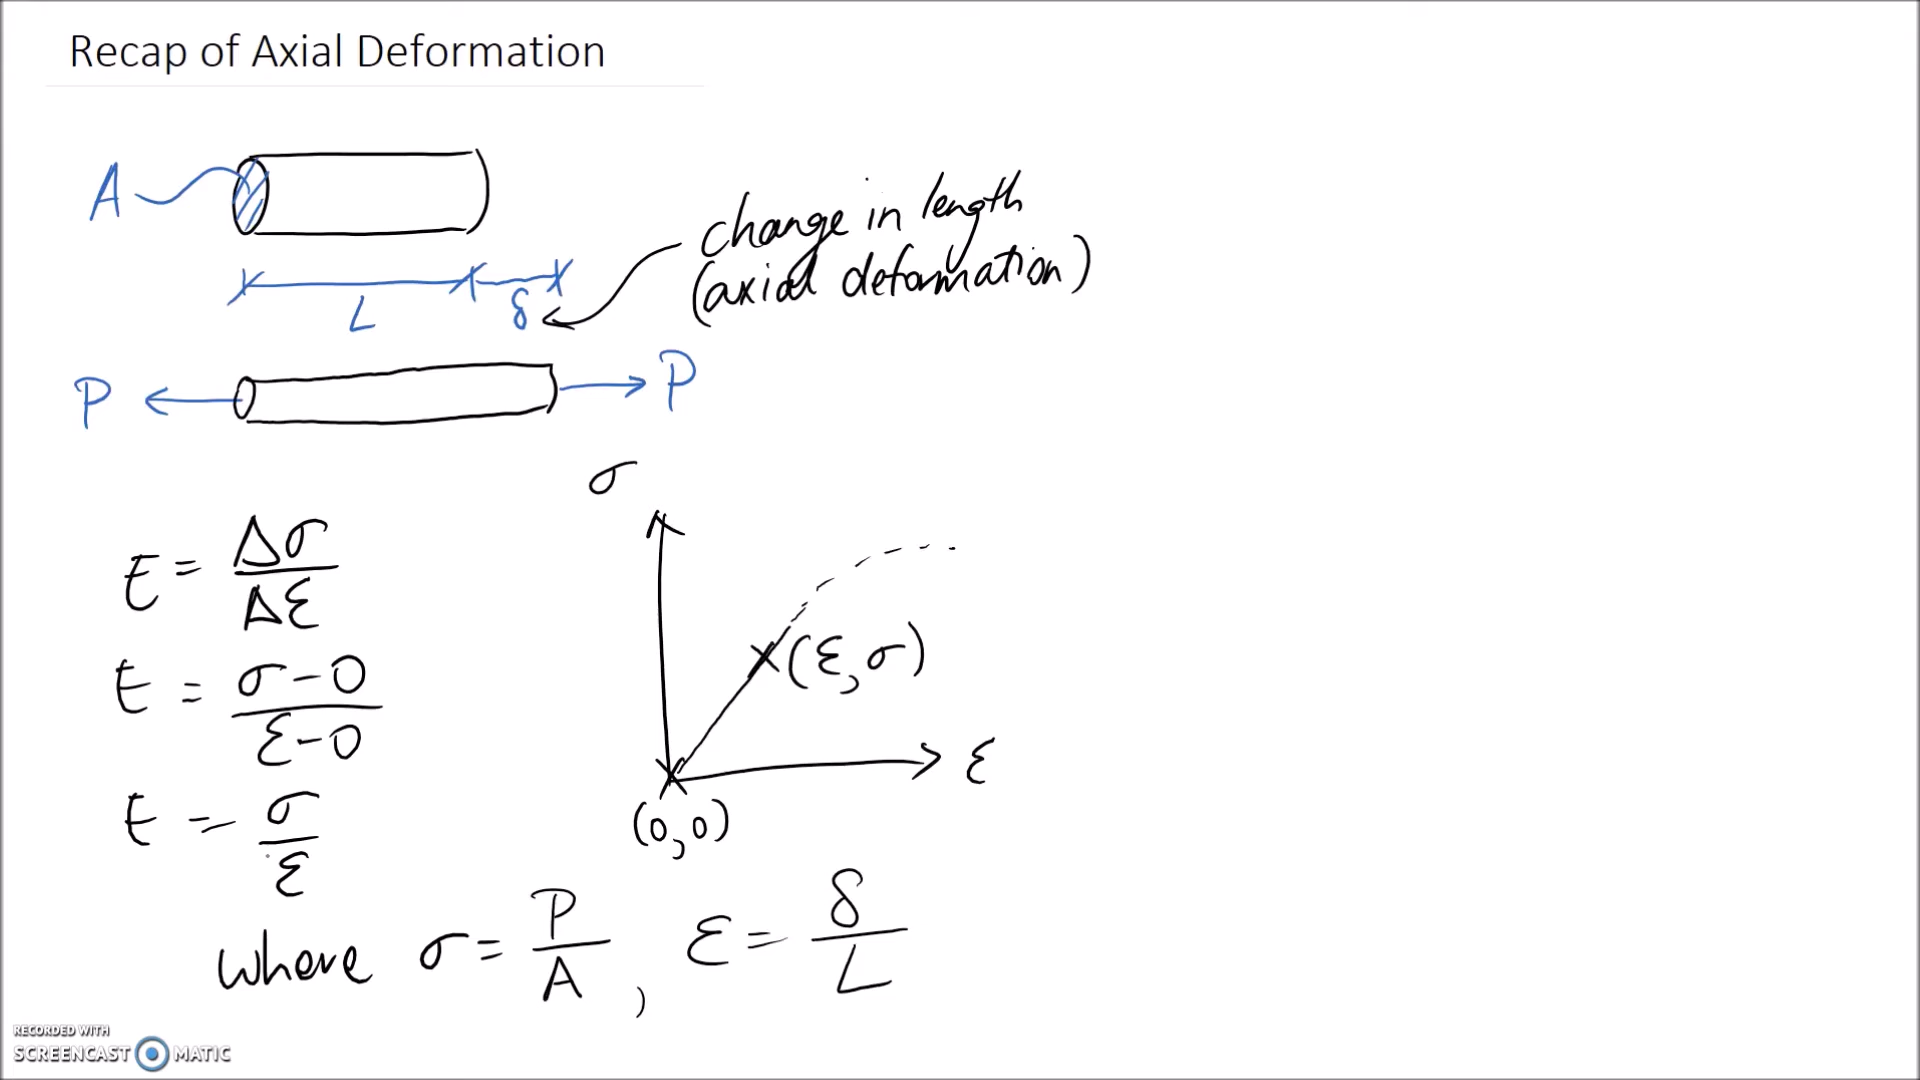 Recap of Axial Deformation
A
change in length
(axial deformation)
L
δ
P
P
σ
E = Δσ/Δε
E = σ-0/ε-0
(ε,σ)
ε
E = σ/ε
(0,0)
where σ = P/A , ε = δ/L
RECORDED WITH
SCREENCAST MATIC